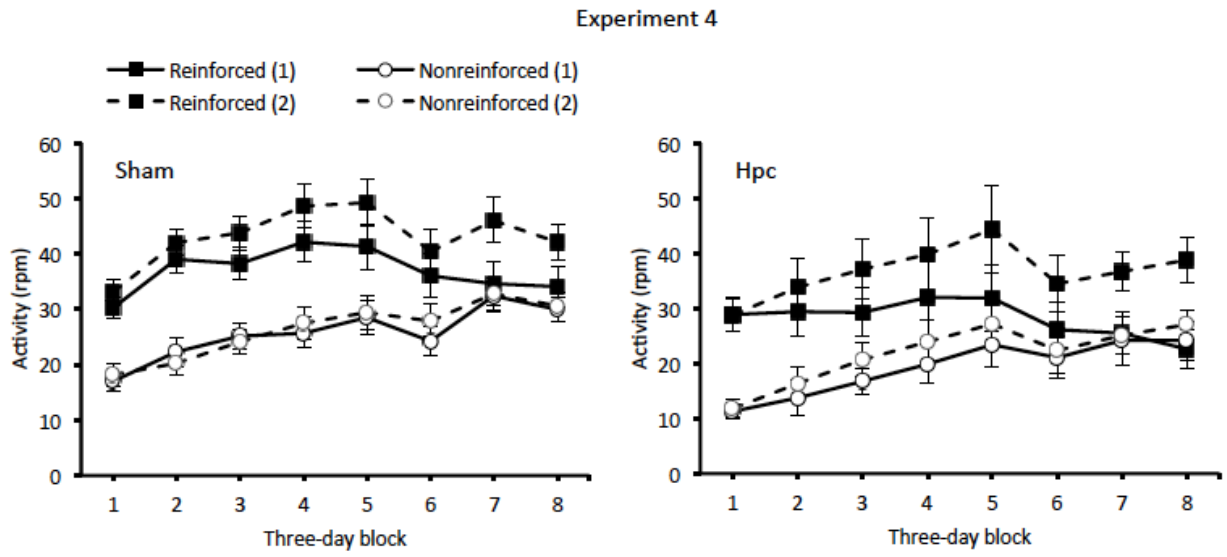 Experiment 4
Reinforced (1) Nonreinforced (1)
Reinforced (2) Nonreinforced (2)
Sham
60
50
40
30
20
10
0
Activity (rpm)
1 2 3 4 5 6 7 8
Three-day block
Hpc
60
50
40
30
20
10
0
Activity (rpm)
1 2 3 4 5 6 7 8
Three-day block